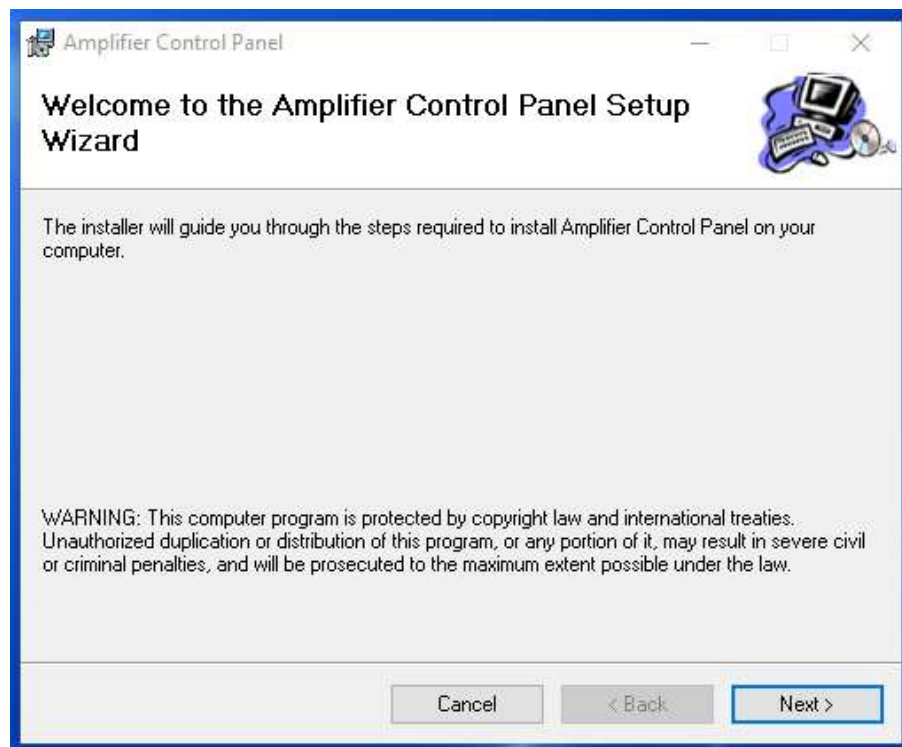 Amplifier Control Panel
Welcome to the Amplifier Control Panel Setup
Wizard
The installer will guide you through the steps required to install Amplifier Control Panel on your
computer.
WARNING: This computer program is protected by copyright law and international treaties.
Unauthorized duplication or distribution of this program, or any portion of it, may result in severe civil
or criminal penalties, and will be prosecuted to the maximum extent possible under the law.
Cancel
< Back
Next >